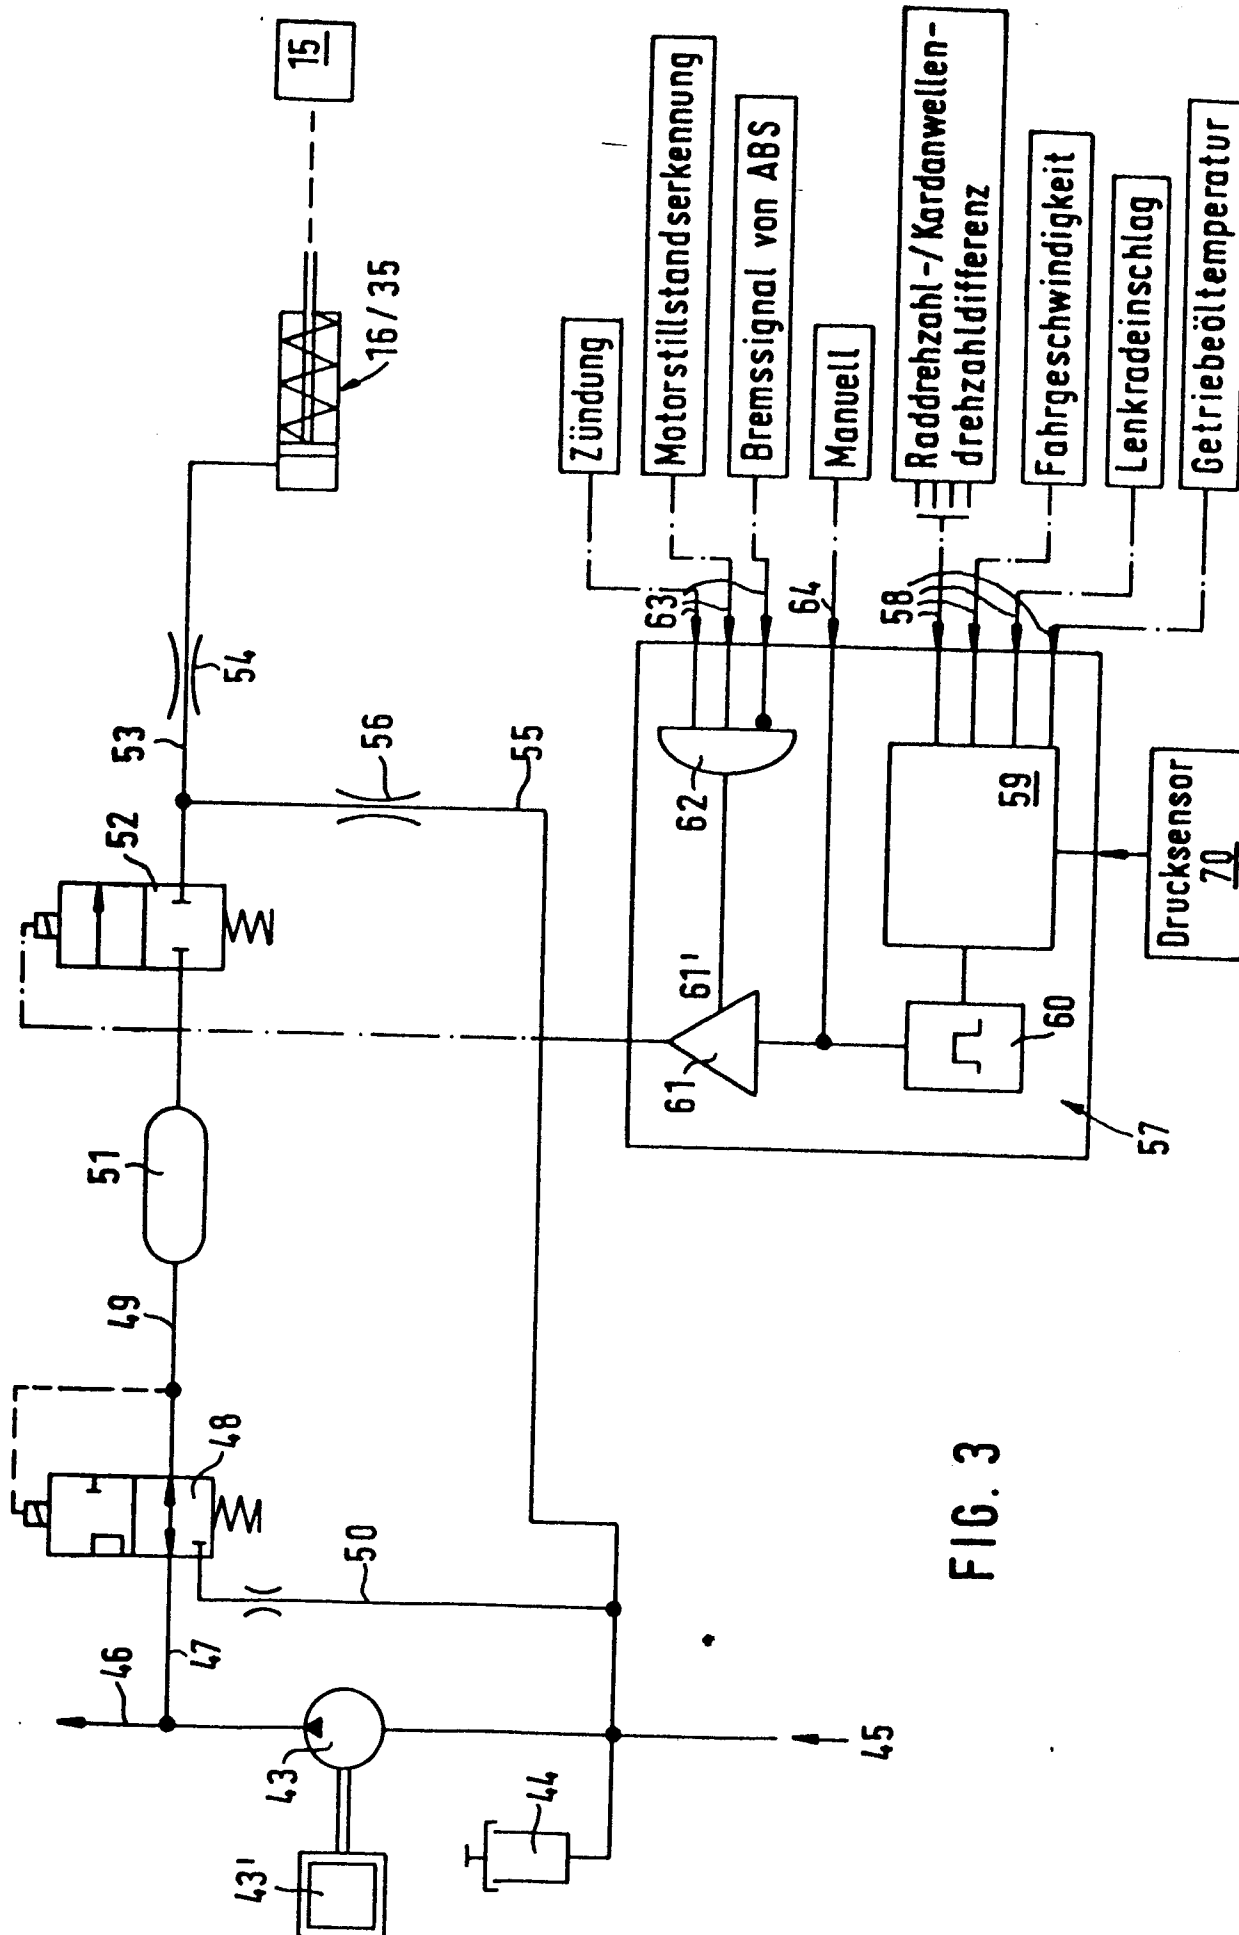 15
16/35
54
53
56
55
52
51
49
48
50
47
46
43
43'
44
45
Zündung
Motorstillstandserkennung
Bremssignal von ABS
Manuell
Raddrehzahl-/Kardanwellen-
drehzahldifferenz
Fahrgeschwindigkeit
Lenkradeinschlag
Getriebeöltemperatur
63
64
58
62
61'
61
59
60
57
Drucksensor
70
FIG. 3